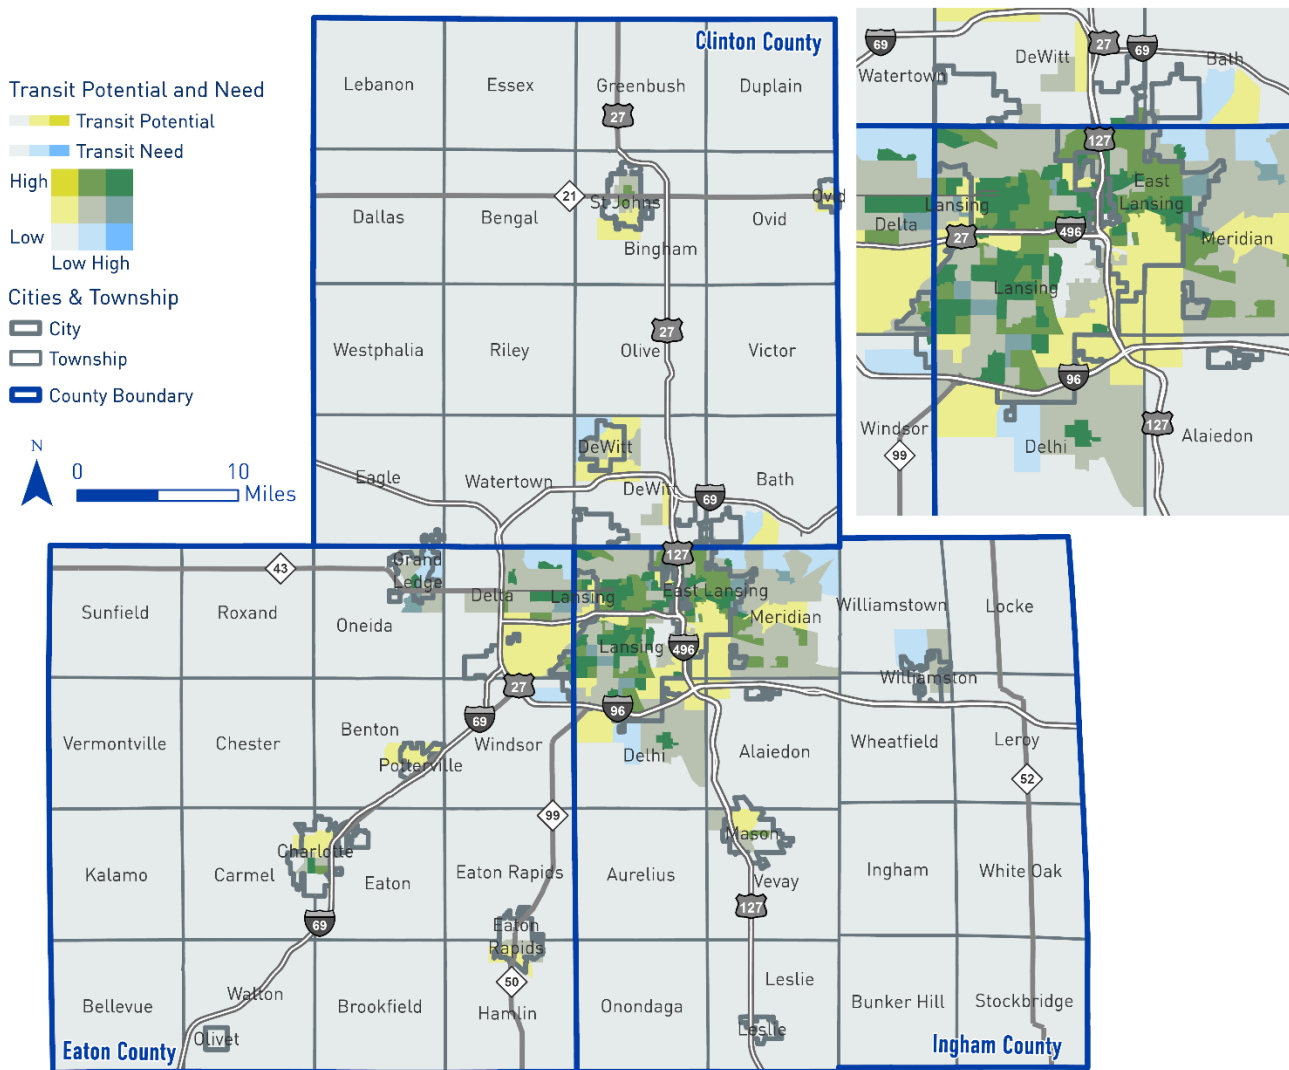 Transit Potential and Need
Transit Potential
Transit Need
High
Low
Low High
Cities & Township
City
Township
County Boundary
N
0 10
Miles
Clinton County
Lebanon Essex Greenbush Duplain
27
21 St Johns Ovid
Dallas Bengal Ovid
Bingham
27
Westphalia Riley Olive Victor
DeWitt
Eagle Watertown DeWitt Bath
69
127
43 Grand
Ledge
Sunfield Roxand Oneida Delta Lansing East Lansing
Meridian Williamstown Locke
Lansing 496
Williamston
27
69 96
Vermontville Chester Benton Windsor Delhi Alaiedon Wheatfield Leroy
Potterville
52
99
Charlotte Mason
Kalamo Carmel Eaton Eaton Rapids Aurelius Vevay Ingham White Oak
127
69
Eaton
Rapids
50
Bellevue Walton Brookfield Hamlin Onondaga Leslie Bunker Hill Stockbridge
Olivet Leslie
Eaton County Ingham County
69 27 69
DeWitt Bath
Watertown
127
East
Lansing
Lansing
Delta
27 496 Meridian
Lansing
96
Windsor Delhi 127 Alaiedon
99